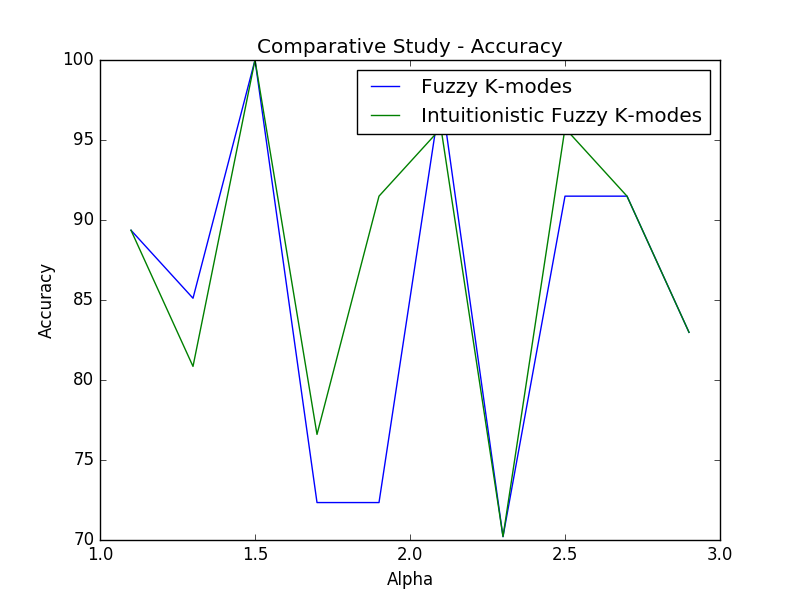 Comparative Study - Accuracy
Fuzzy K-modes
Intuitionistic Fuzzy K-modes
100
95
90
85
80
75
70
Accuracy
1.0 1.5 2.0 2.5 3.0
Alpha